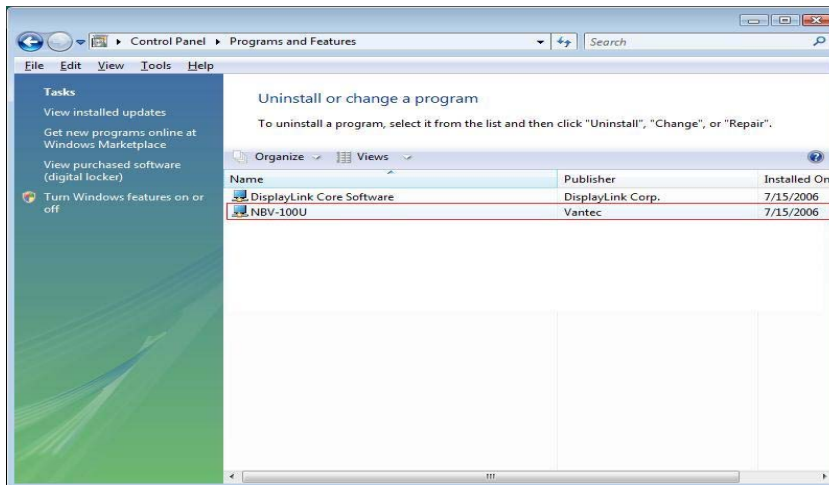 Control Panel ▸ Programs and Features
Search
File Edit View Tools Help
Tasks
View installed updates
Get new programs online at
Windows Marketplace
View purchased software
(digital locker)
Turn Windows features on or
off
Uninstall or change a program
To uninstall a program, select it from the list and then click "Uninstall", "Change", or "Repair".
Organize Views
Name Publisher Installed On
DisplayLink Core Software DisplayLink Corp. 7/15/2006
NBV-100U Vantec 7/15/2006